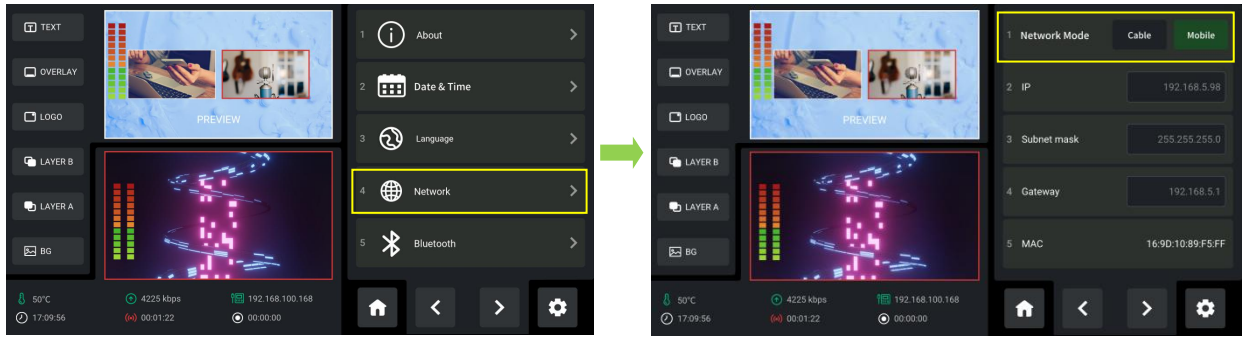 TEXT
OVERLAY
LOGO
LAYER B
LAYER A
BG
PREVIEW
1 About
2 Date & Time
3 Language
4 Network
5 Bluetooth
50°C
4225 kbps
192.168.100.168
17:09:56
00:01:22
00:00:00
TEXT
OVERLAY
LOGO
LAYER B
LAYER A
BG
PREVIEW
1 Network Mode Cable Mobile
2 IP 192.168.5.98
3 Subnet mask 255.255.255.0
4 Gateway 192.168.5.1
5 MAC 16:9D:10:89:F5:FF
50°C
4225 kbps
192.168.100.168
17:09:56
00:01:22
00:00:00